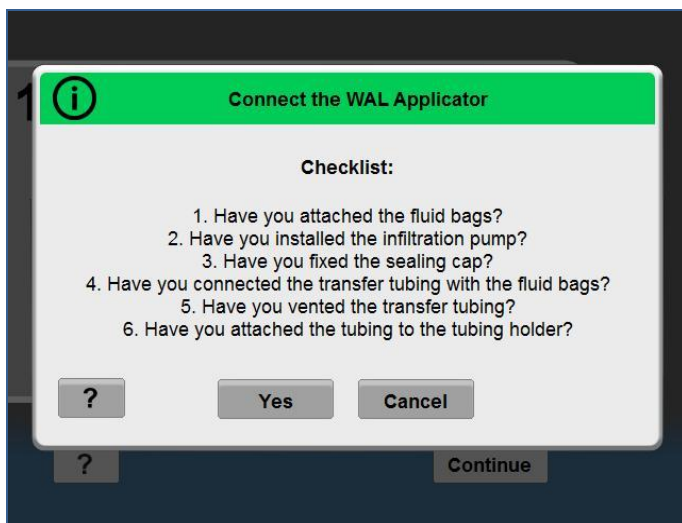 1
i
Connect the WAL Applicator
Checklist:
1. Have you attached the fluid bags?
2. Have you installed the infiltration pump?
3. Have you fixed the sealing cap?
4. Have you connected the transfer tubing with the fluid bags?
5. Have you vented the transfer tubing?
6. Have you attached the tubing to the tubing holder?
? Yes Cancel
? Continue